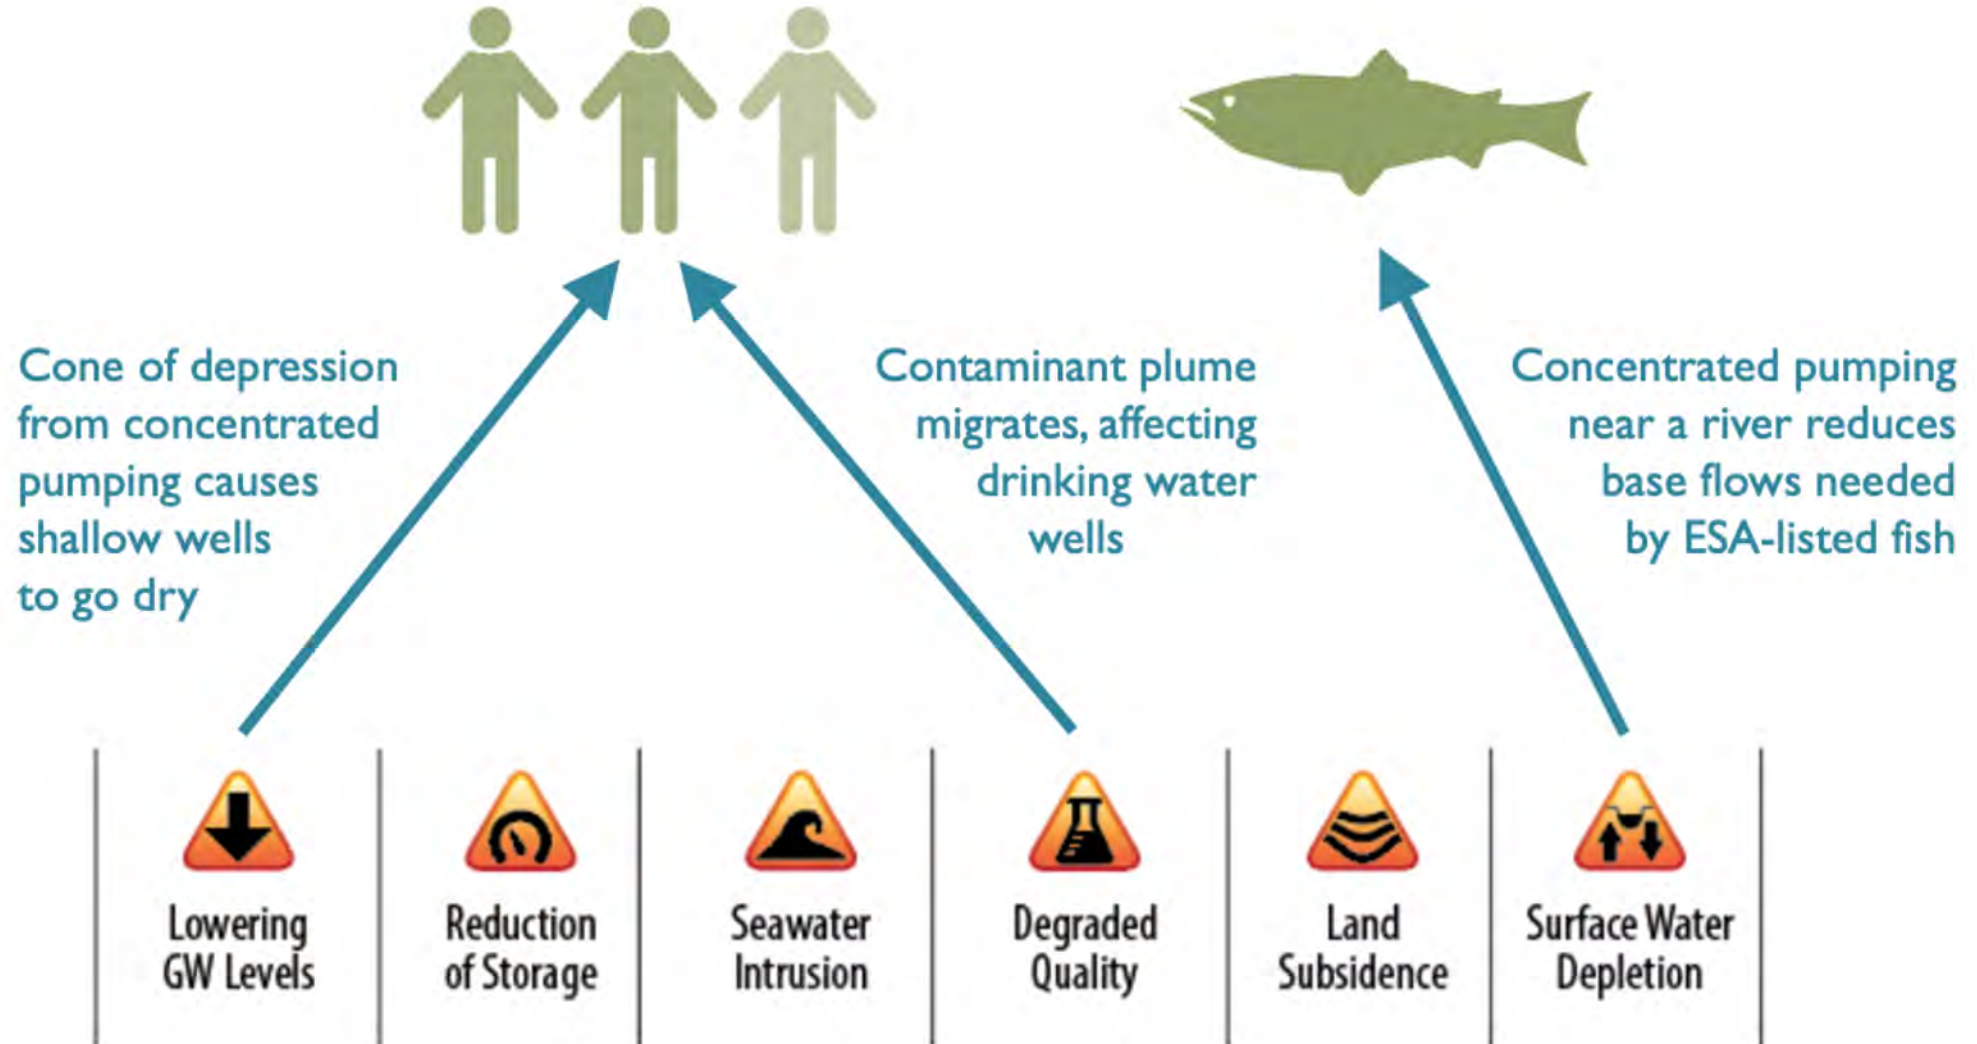 Cone of depression
from concentrated
pumping causes
shallow wells
to go dry
Contaminant plume
migrates, affecting
drinking water
wells
Concentrated pumping
near a river reduces
base flows needed
by ESA-listed fish
Lowering
GW Levels
Reduction
of Storage
Seawater
Intrusion
Degraded
Quality
Land
Subsidence
Surface Water
Depletion